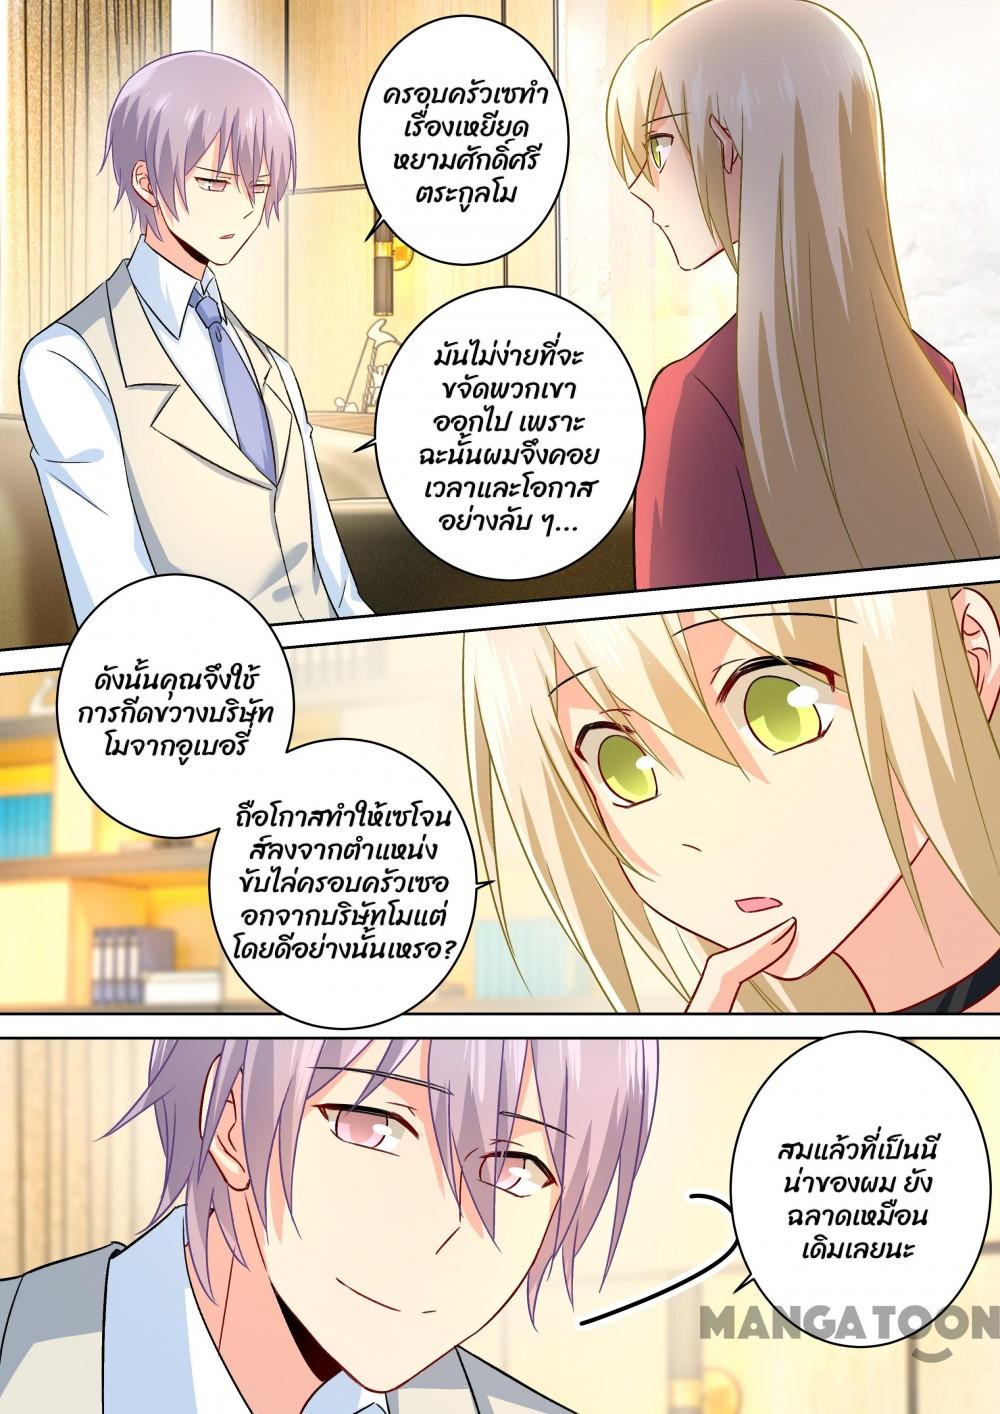 ครอบครัวเซทำ
เรื่องเหยียด
หยามศักดิ์ศรี
ตระกูลโม
มันไม่ง่ายที่จะ
ขจัดพวกเขา
ออกไป เพราะ
ฉะนั้นผมจึงคอย
เวลาและโอกาส
อย่างลับ ๆ...
ดังนั้นคุณจึงใช้
การกีดขวางบริษัท
โมจากอูเบอรี่
ถือโกาสทำให้เซโจน
ส์ลงจากตำแหน่ง
ขับไล่ครอบครัวเซอ
อกจากบริษัทโมแต่
โดยดีอย่างนั้นเหรอ?
สมแล้วที่เป็นนี
น่าของผม ยัง
ฉลาดเหมือน
เดิมเลยนะ
MANGATOON